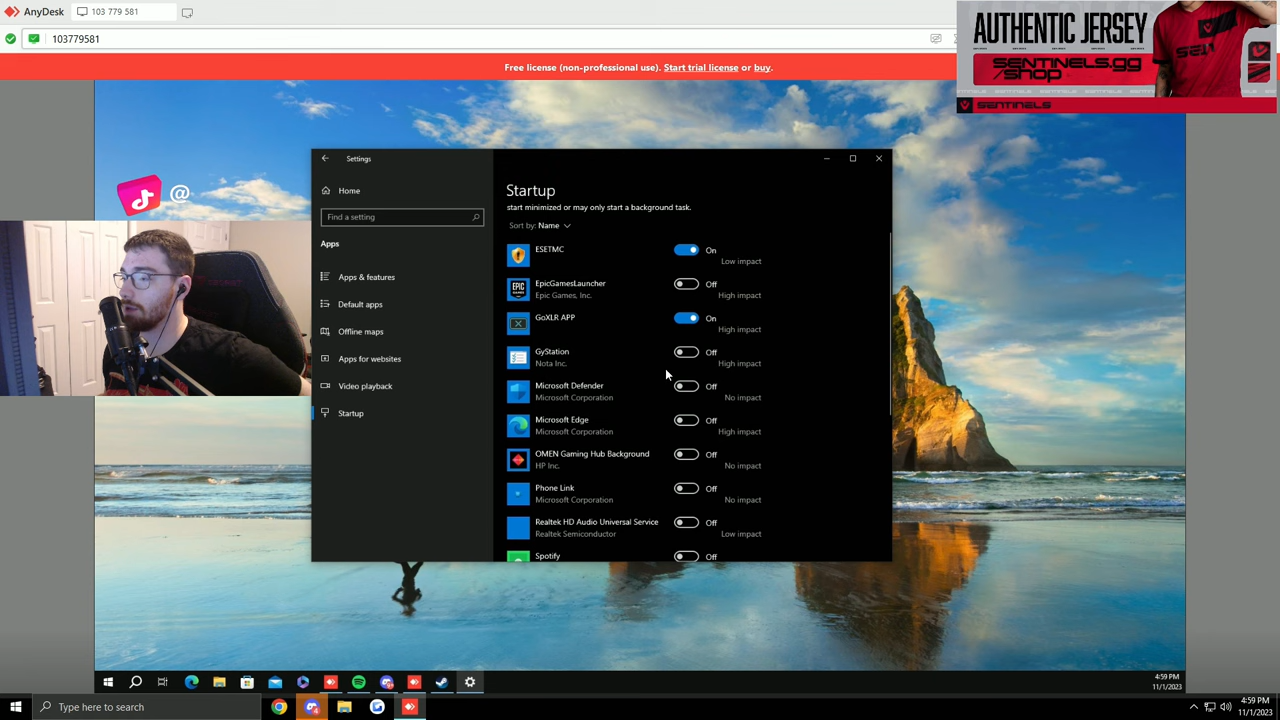 AnyDesk
103 779 581
103779581
Free license (non-professional use). Start trial license or buy.
AUTHENTIC JERSEY
SENTINELS.gg
/SHOP
SENTINELS
@
Settings
Home
Find a setting
Apps
Apps & features
Default apps
Offline maps
Apps for websites
Video playback
Startup
Startup
start minimized or may only start a background task.
Sort by: Name
ESETMC
On
Low impact
EpicGamesLauncher
Off
Epic Games, Inc.
High impact
EPIC
GoXLR APP
On
High impact
GyStation
Off
Nota Inc.
High impact
Microsoft Defender
Off
Microsoft Corporation
No impact
Microsoft Edge
Off
Microsoft Corporation
High impact
OMEN Gaming Hub Background
Off
HP Inc.
No impact
Phone Link
Off
Microsoft Corporation
No impact
Realtek HD Audio Universal Service
Off
Realtek Semiconductor
Low impact
Spotify
Off
4:59 PM
11/1/2023
Type here to search
4:59 PM
11/1/2023